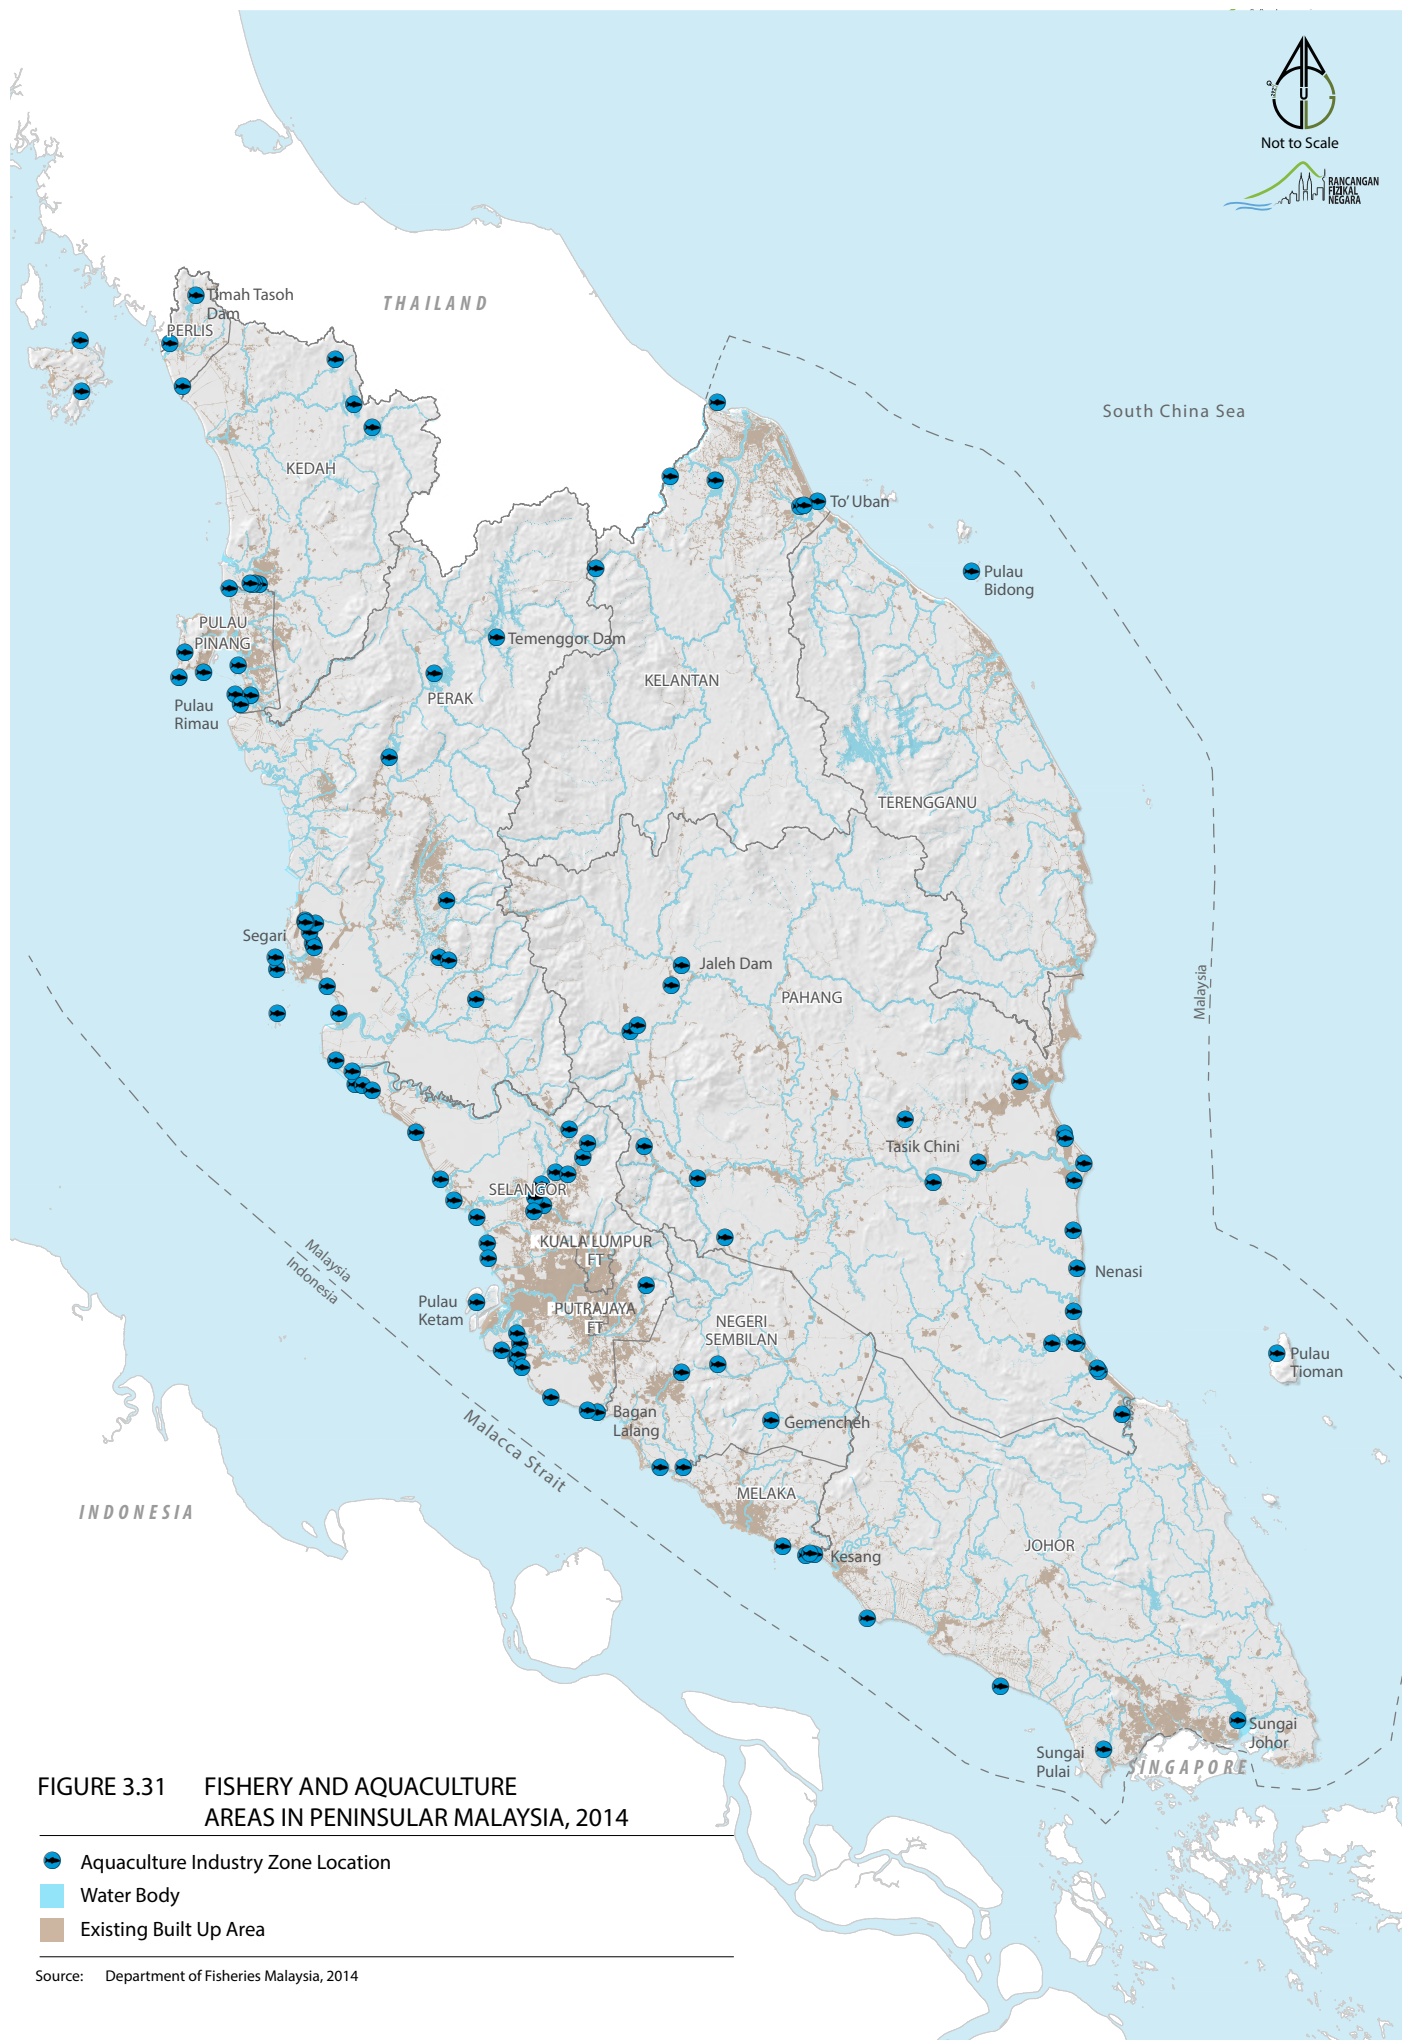 Not to Scale
RANCANGAN
FIZIKAL
NEGARA
THAILAND
Timah Tasoh
Dam
PERLIS
South China Sea
KEDAH
To' Uban
Pulau
Bidong
PULAU
PINANG
Temenggor Dam
KELANTAN
PERAK
Pulau
Rimau
TERENGGANU
Segari
Jaleh Dam
PAHANG
Malaysia
Tasik Chini
SELANGOR
KUALA LUMPUR
FT
Malaysia
Indonesia
Nenasi
Pulau
Ketam
PUTRAJAYA
FT
NEGERI
SEMBILAN
Pulau
Tioman
Bagan
Lalang
Gemencheh
Malacca Strait
MELAKA
INDONESIA
JOHOR
Kesang
Sungai
Johor
Sungai
Pulai
SINGAPORE
FIGURE 3.31 FISHERY AND AQUACULTURE
AREAS IN PENINSULAR MALAYSIA, 2014
Aquaculture Industry Zone Location
Water Body
Existing Built Up Area
Source: Department of Fisheries Malaysia, 2014